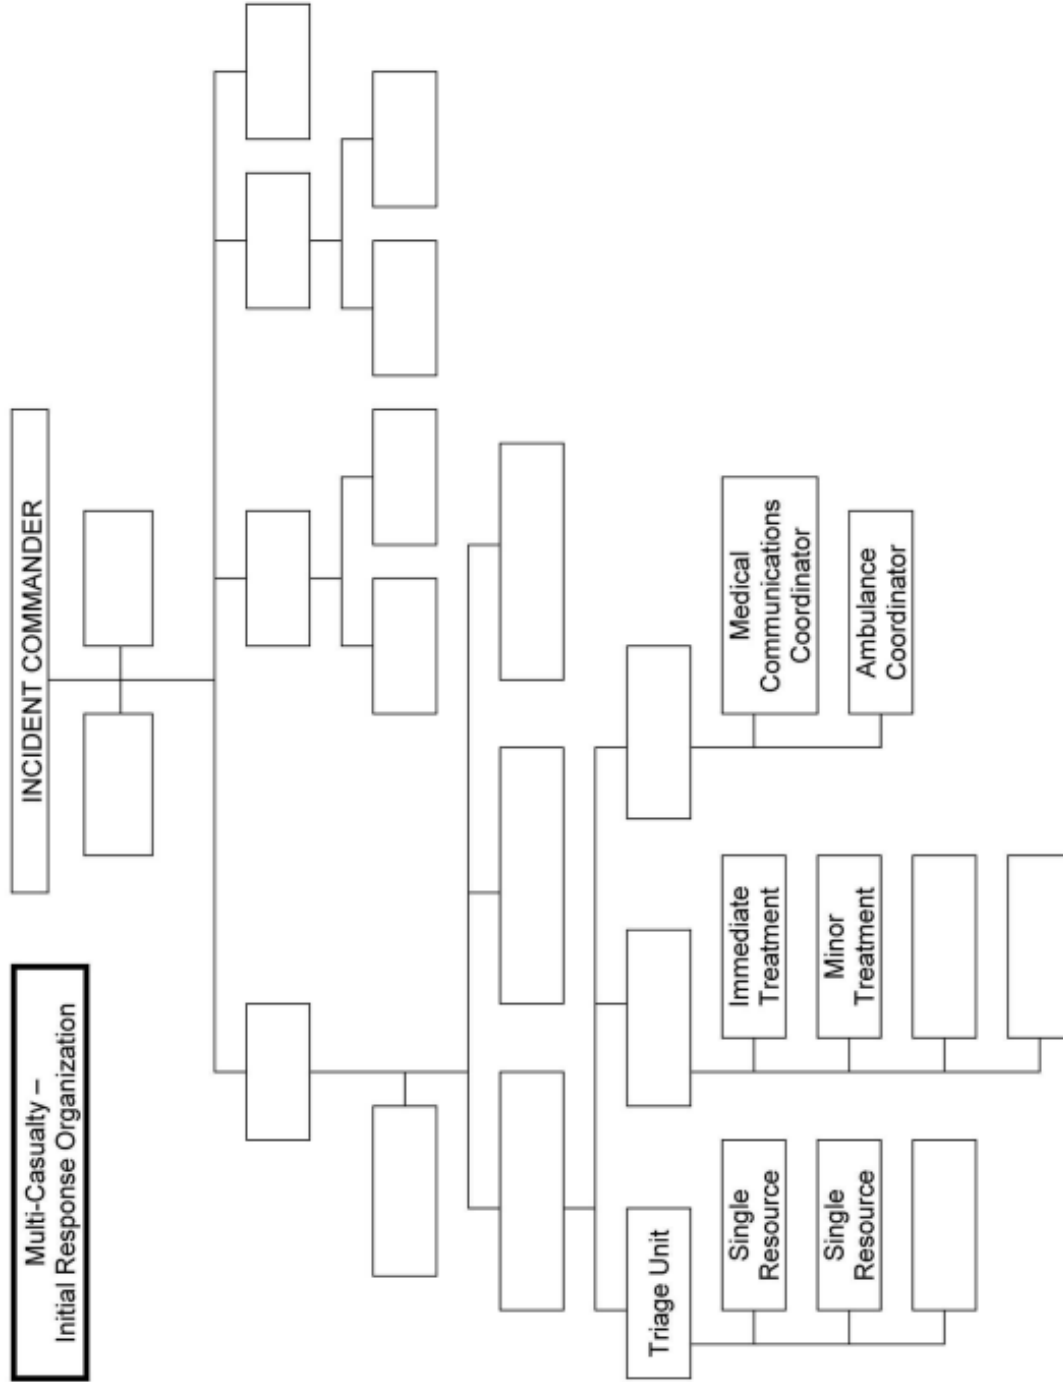 Multi-Casualty –
Initial Response Organization
INCIDENT COMMANDER
Triage Unit
Single
Resource
Single
Resource
Immediate
Treatment
Minor
Treatment
Medical
Communications
Coordinator
Ambulance
Coordinator